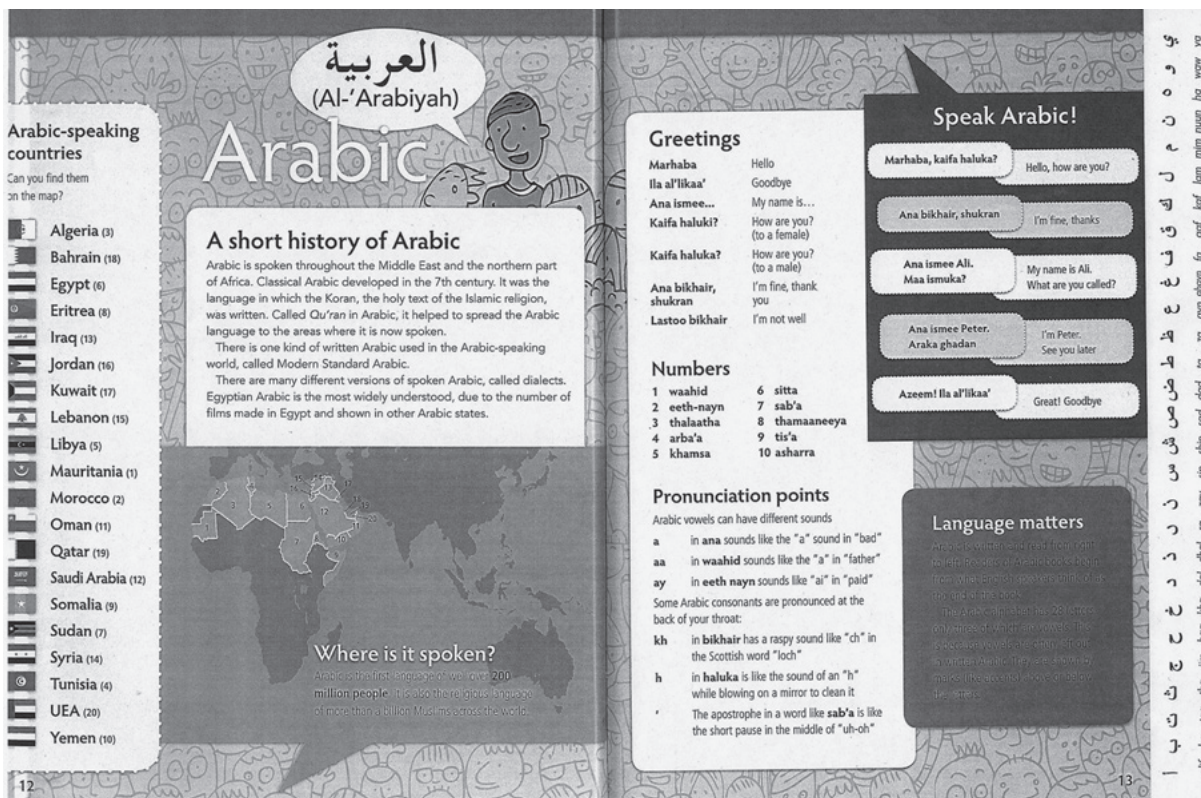 العربية
(Al-'Arabiyah)
Arabic
Arabic-speaking
countries
Can you find them
on the map?
Algeria (3)
Bahrain (18)
Egypt (6)
Eritrea (8)
Iraq (13)
Jordan (16)
Kuwait (17)
Lebanon (15)
Libya (5)
Mauritania (1)
Morocco (2)
Oman (11)
Qatar (19)
Saudi Arabia (12)
Somalia (9)
Sudan (7)
Syria (14)
Tunisia (4)
UEA (20)
Yemen (10)
A short history of Arabic
Arabic is spoken throughout the Middle East and the northern part
of Africa. Classical Arabic developed in the 7th century. It was the
language in which the Koran, the holy text of the Islamic religion,
was written. Called Qu'ran in Arabic, it helped to spread the Arabic
language to the areas where it is now spoken.
There is one kind of written Arabic used in the Arabic-speaking
world, called Modern Standard Arabic.
There are many different versions of spoken Arabic, called dialects.
Egyptian Arabic is the most widely understood, due to the number of
films made in Egypt and shown in other Arabic states.
Where is it spoken?
Arabic is the first language of well over 200
million people. It is also the religious language
of more than a billion Muslims across the world.
12
Greetings
Marhaba Hello
Ila al'likaa' Goodbye
Ana ismee... My name is...
Kaifa haluki? How are you?
(to a female)
Kaifa haluka? How are you?
(to a male)
Ana bikhair, I'm fine, thank
shukran you
Lastoo bikhair I'm not well
Numbers
1 waahid 6 sitta
2 eeth-nayn 7 sab'a
3 thalaatha 8 thamaaneeya
4 arba'a 9 tis'a
5 khamsa 10 asharra
Pronunciation points
Arabic vowels can have different sounds
a in ana sounds like the "a" sound in "bad"
aa in waahid sounds like the "a" in "father"
ay in eeth nayn sounds like "ai" in "paid"
Some Arabic consonants are pronounced at the
back of your throat:
kh in bikhair has a raspy sound like "ch" in
the Scottish word "loch"
h in haluka is like the sound of an "h"
while blowing on a mirror to clean it
' The apostrophe in a word like sab'a is like
the short pause in the middle of "uh-oh"
Speak Arabic!
Marhaba, kaifa haluka? Hello, how are you?
Ana bikhair, shukran I'm fine, thanks
Ana ismee Ali. My name is Ali.
Maa ismuka? What are you called?
Ana ismee Peter. I'm Peter.
Araka ghadan See you later
Azeem! Ila al'likaa' Great! Goodbye
Language matters
13